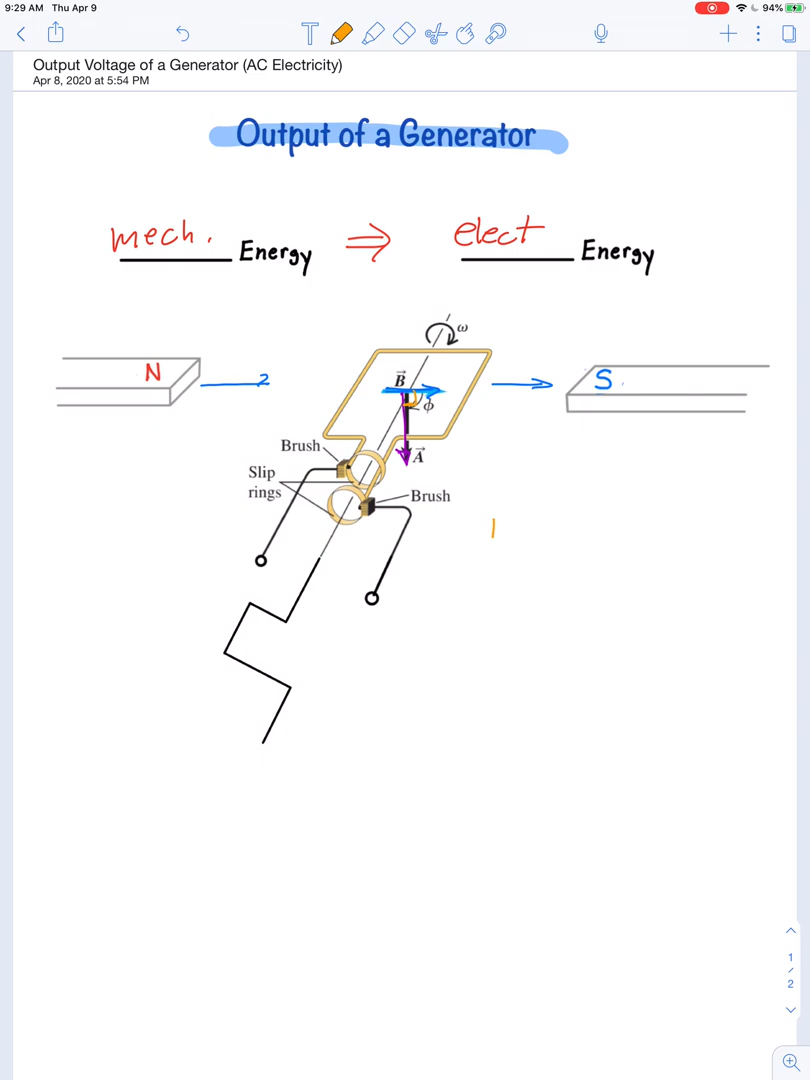 9:29 AM Thu Apr 9
94%
T
Output Voltage of a Generator (AC Electricity)
Apr 8, 2020 at 5:54 PM
Output of a Generator
mech. Energy ⇒ elect Energy
ω
N
S
B
ϕ
A
Brush
Slip
rings
Brush
1
/
2